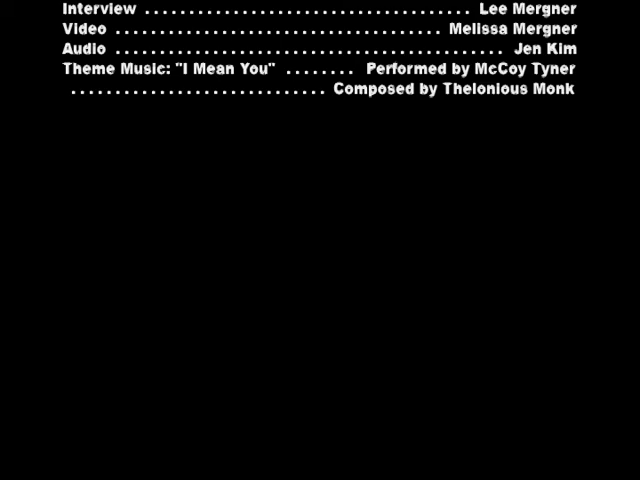 Interview ..................................... Lee Mergner
Video ..................................... Melissa Mergner
Audio ............................................ Jen Kim
Theme Music: "I Mean You" ........ Performed by McCoy Tyner
............................. Composed by Thelonious Monk